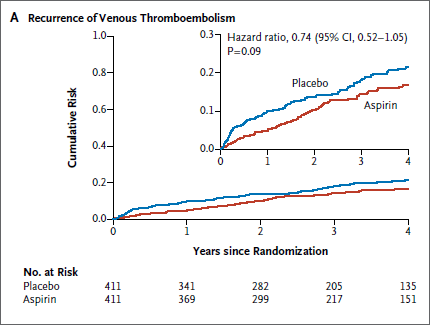 A Recurrence of Venous Thromboembolism
1.0
0.8
0.6
0.4
0.2
0.0
Cumulative Risk
0.3
0.2
0.1
0.0
Hazard ratio, 0.74 (95% CI, 0.52–1.05)
P=0.09
Placebo
Aspirin
0 1 2 3 4
0 1 2 3 4
Years since Randomization
No. at Risk
Placebo 411 341 282 205 135
Aspirin 411 369 299 217 151